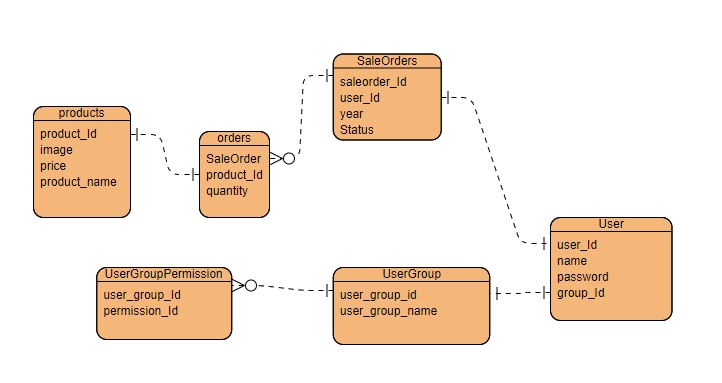 SaleOrders
saleorder_Id
user_Id
year
Status
products
product_Id
image
price
product_name
orders
SaleOrder
product_Id
quantity
User
user_Id
name
password
group_Id
UserGroupPermission
user_group_Id
permission_Id
UserGroup
user_group_id
user_group_name